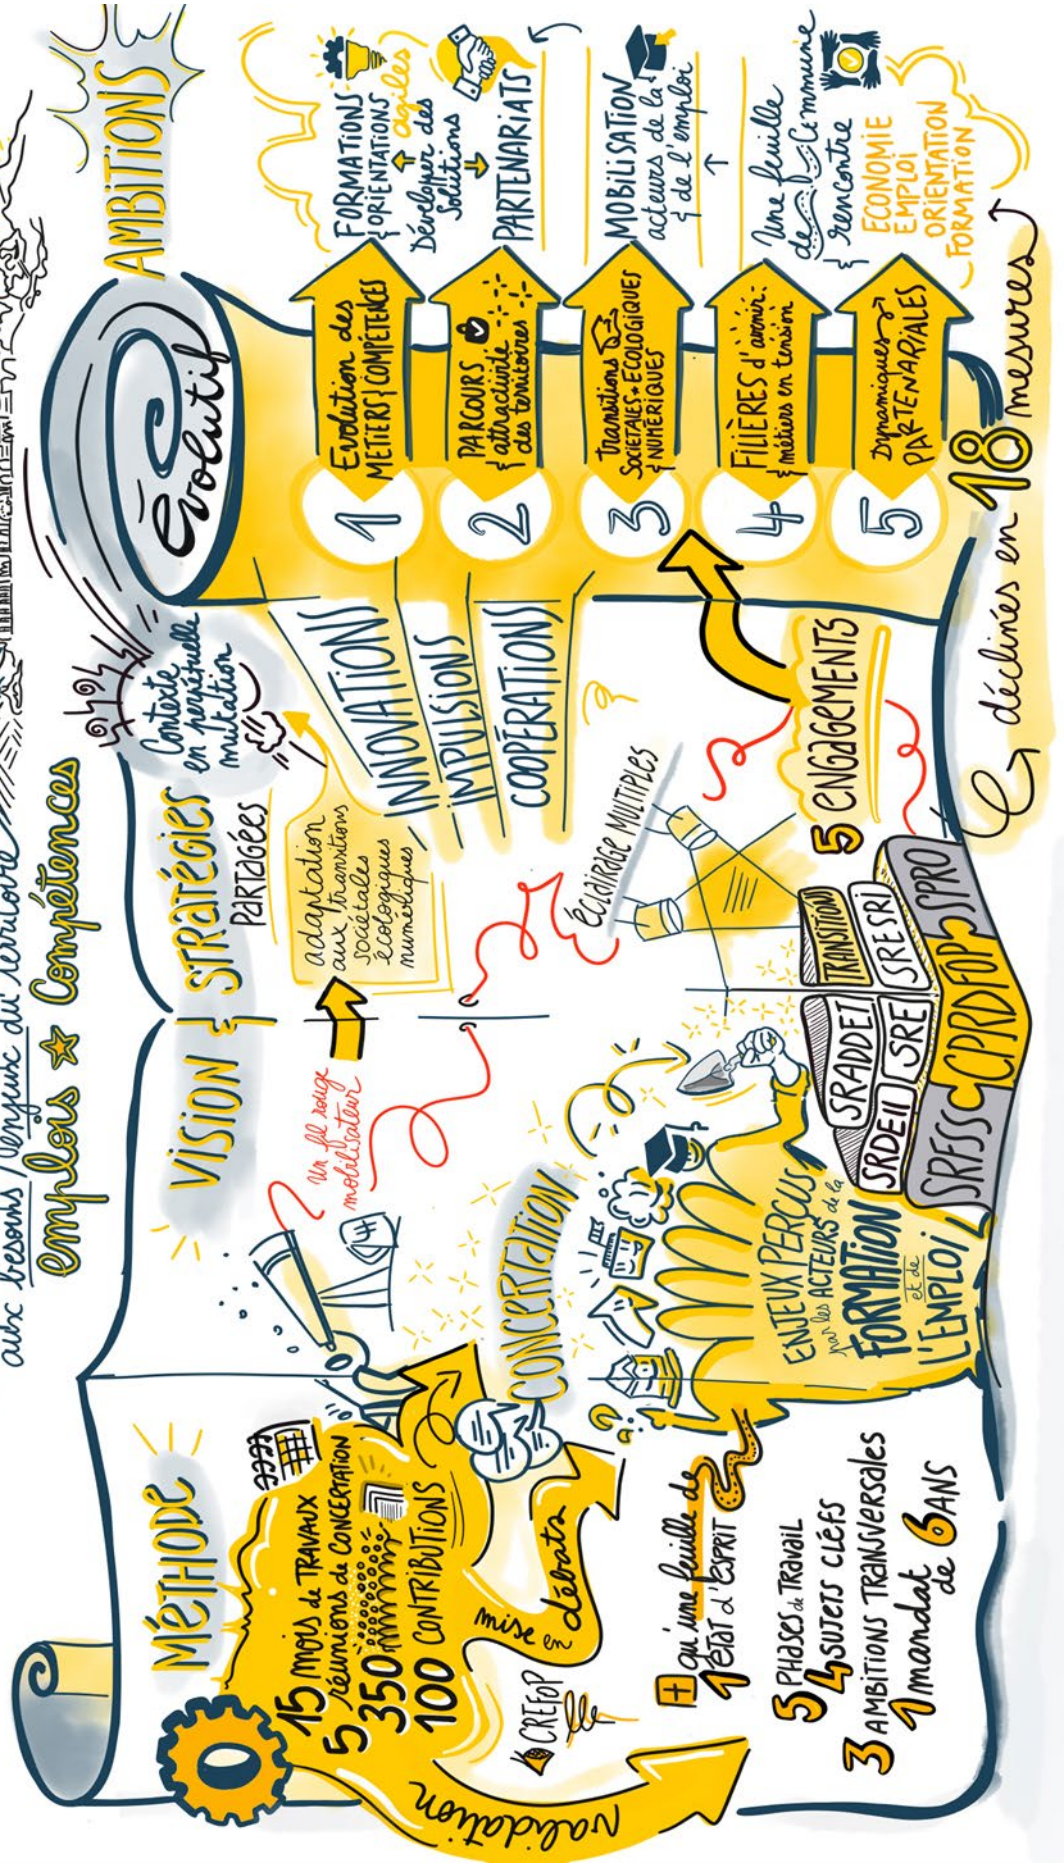 aux besoins / enjeux du territoire
emplois ☆ Compétences
MÉTHODE
15 mois de TRAVAUX
5 réunions de CONCERTATION
350
100 CONTRIBUTIONS
mise en
débats
CREFOP
validation
+ qu'une feuille de
1 état d'ESPRIT
5 PHASES de TRAVAIL
4 SUJETS CLÉFS
3 AMBITIONS TRANSVERSALES
1 mandat de 6 ANS
VISION & STRATÉGIES
PARTAGÉES
Un fil rouge
mobilisateur
adaptation
aux transitions
sociétales
écologiques
numériques
Contexte
en perpétuelle
mutation
CONCERTATION
ENJEUX PERÇUS
par les ACTEURS de la
FORMATION
et de
L'EMPLOI
INNOVATIONS
IMPULSIONS
COOPÉRATIONS
ÉCLAIRAGE MULTIPLES
SRADDET
TRANSITIONS
SRDEII
SRE
SRESRI
SRFSS
CPRDFOP
SPRO
5 ENGAGEMENTS
Évolutif
AMBITIONS
1
Evolution des
MÉTIERS & COMPÉTENCES
2
PARCOURS
& attractivité
des territoires
3
Transitions
SOCIÉTALES ★ ECOLOGIQUES
& NUMÉRIQUES
4
FILIÈRES d'avenir
& métiers en tension
5
Dynamiques
PARTENARIALES
FORMATIONS
& ORIENTATIONS
agiles
Développer des
Solutions
PARTENARIATS
MOBILISATION
acteurs de la
& de l'emploi
Une feuille
de Commune
& rencontre
ECONOMIE
EMPLOI
ORIENTATION
FORMATION
déclinés en 18 mesures